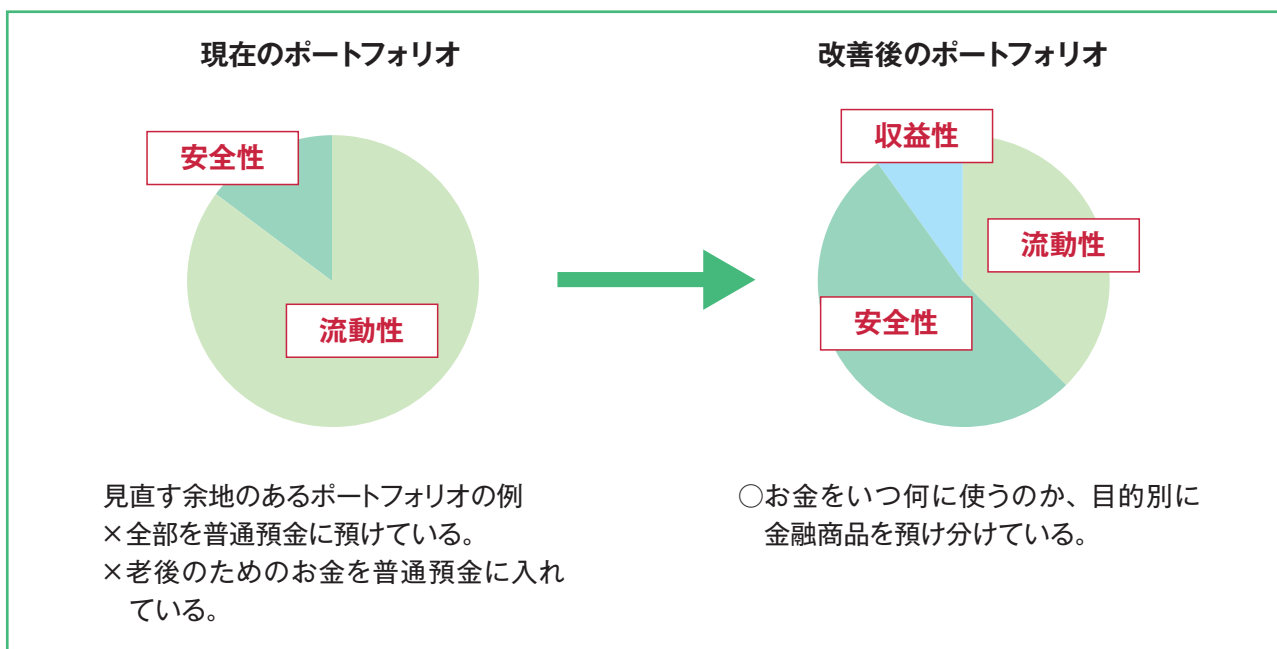 現在のポートフォリオ
安全性
流動性
見直す余地のあるポートフォリオの例
×全部を普通預金に預けている。
×老後のためのお金を普通預金に入れ
ている。
改善後のポートフォリオ
収益性
流動性
安全性
○お金をいつ何に使うのか、目的別に
金融商品を預け分けている。